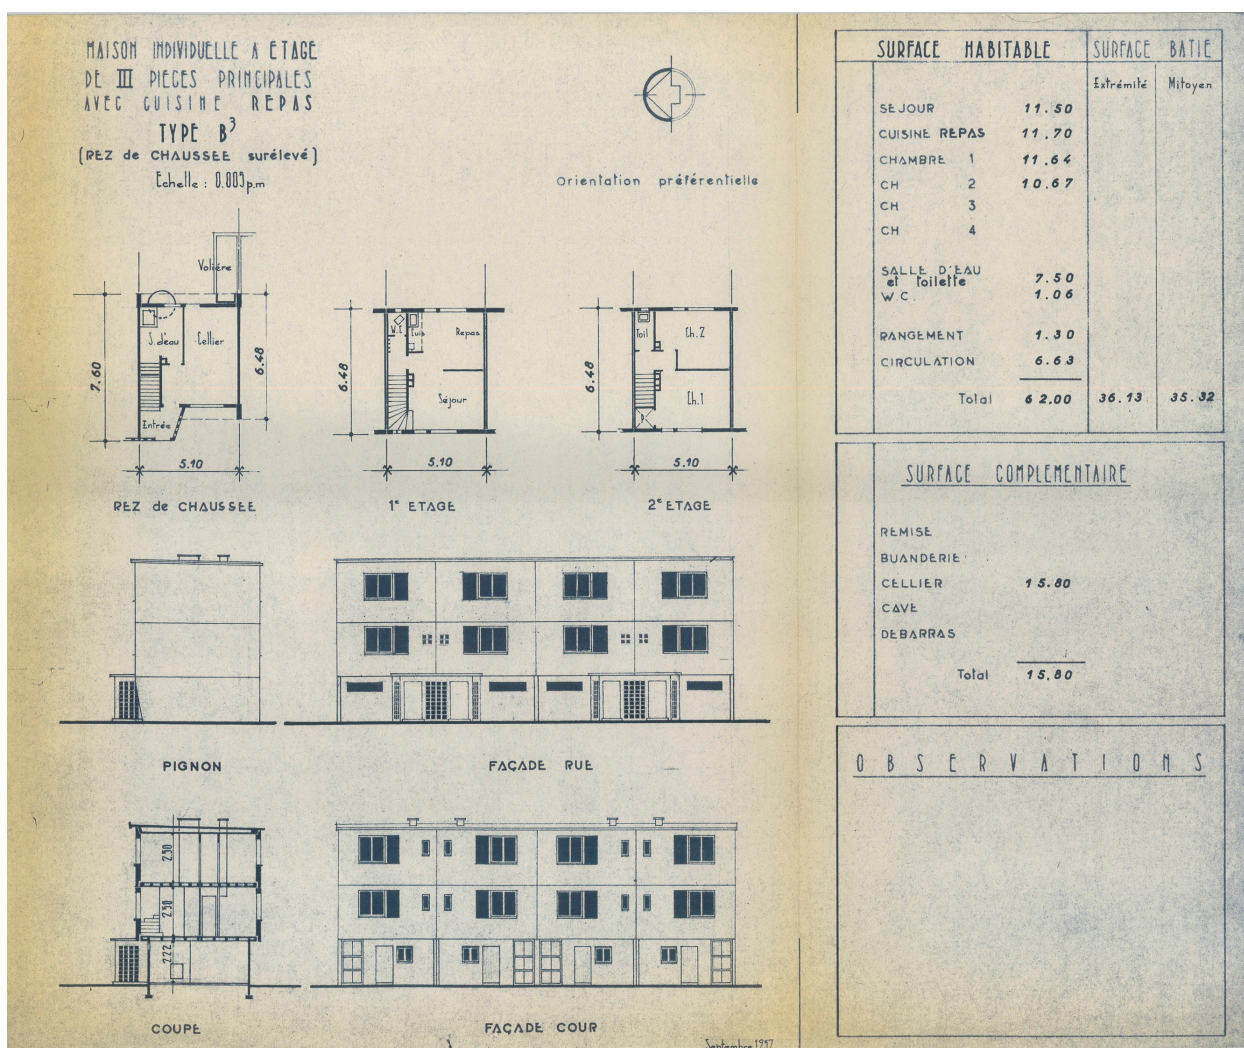 MAISON INDIVIDUELLE A ETAGE
DE III PIECES PRINCIPALES
AVEC CUISINE REPAS
TYPE B³
(REZ de CHAUSSEE surélevé)
Echelle : 0.005 p.m
Orientation préférentielle
Volière
S. d'eau
Cellier
Entrée
7.60
6.48
5.10
REZ de CHAUSSEE
W.C
Cuis
Repas
Séjour
6.48
5.10
1ᵉ ETAGE
Toil
Ch.2
Ch.1
6.48
5.10
2ᵉ ETAGE
PIGNON
FAÇADE RUE
2.50
2.50
2.22
COUPE
FAÇADE COUR
Septembre 1957
SURFACE HABITABLE
SURFACE BATIE
Extrémité
Mitoyen
SEJOUR 11.50
CUISINE REPAS 11.70
CHAMBRE 1 11.64
CH 2 10.67
CH 3
CH 4
SALLE D'EAU
et toilette 7.50
W.C. 1.06
RANGEMENT 1.30
CIRCULATION 6.63
Total 62.00 36.13 35.32
SURFACE COMPLEMENTAIRE
REMISE
BUANDERIE
CELLIER 15.80
CAVE
DEBARRAS
Total 15.80
OBSERVATIONS